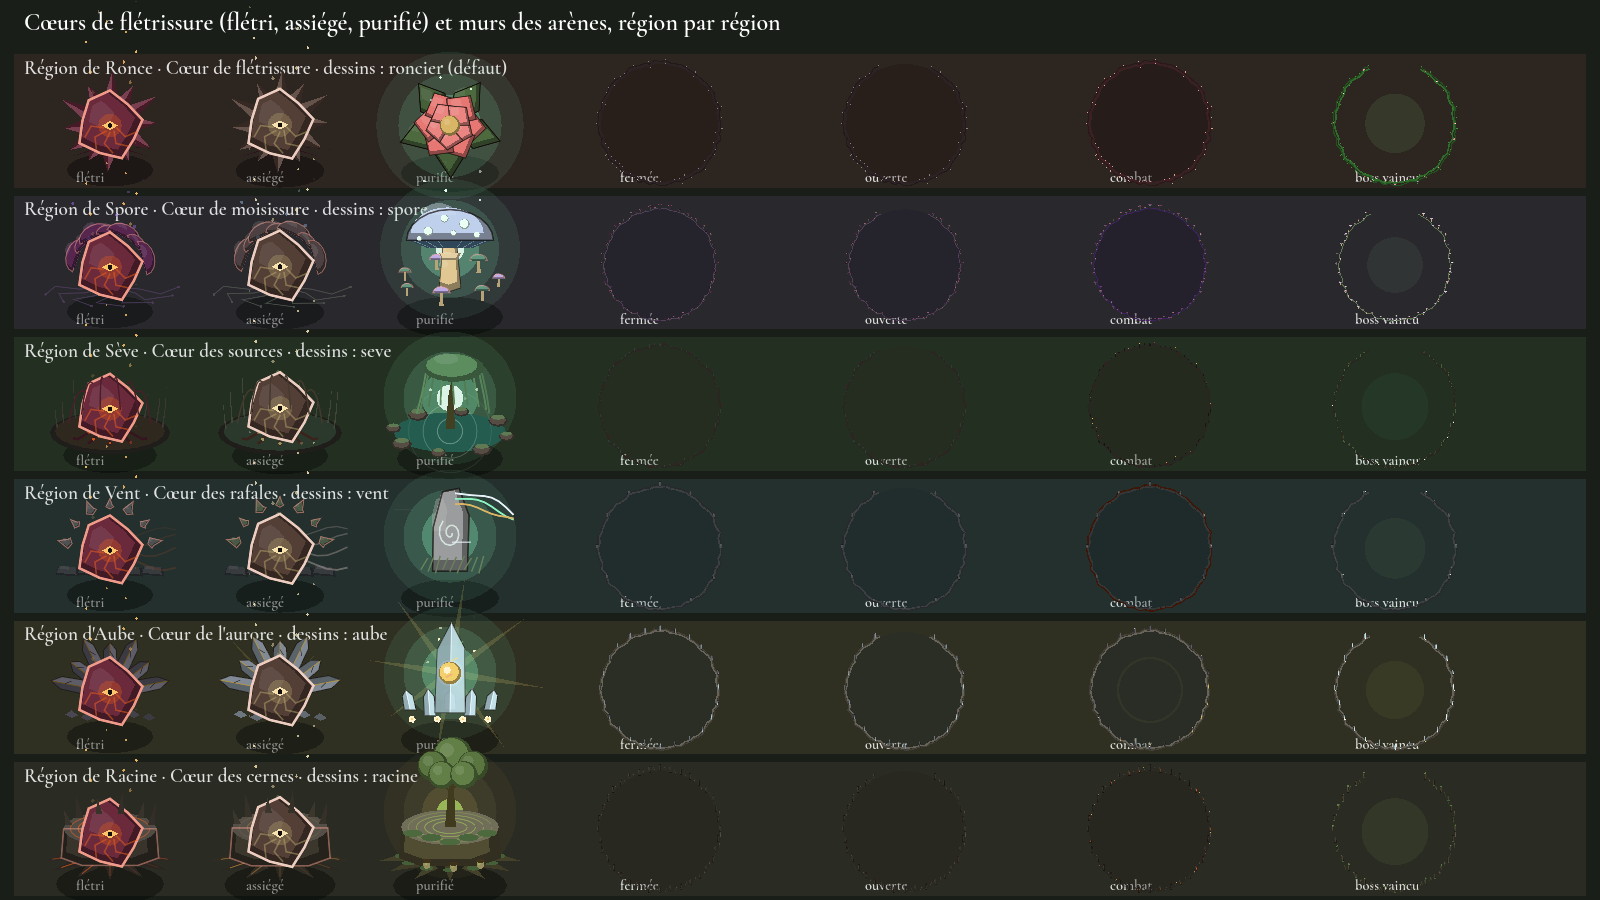 Cœurs de flétrissure (flétri, assiégé, purifié) et murs des arènes, région par région
Région de Ronce · Cœur de flétrissure · dessins : roncier (défaut)
flétri assiégé purifié fermée ouverte combat boss vaincu
Région de Spore · Cœur de moisissure · dessins : spore
flétri assiégé purifié fermée ouverte combat boss vaincu
Région de Sève · Cœur des sources · dessins : seve
flétri assiégé purifié fermée ouverte combat boss vaincu
Région de Vent · Cœur des rafales · dessins : vent
flétri assiégé purifié fermée ouverte combat boss vaincu
Région d'Aube · Cœur de l'aurore · dessins : aube
flétri assiégé purifié fermée ouverte combat boss vaincu
Région de Racine · Cœur des cernes · dessins : racine
flétri assiégé purifié fermée ouverte combat boss vaincu